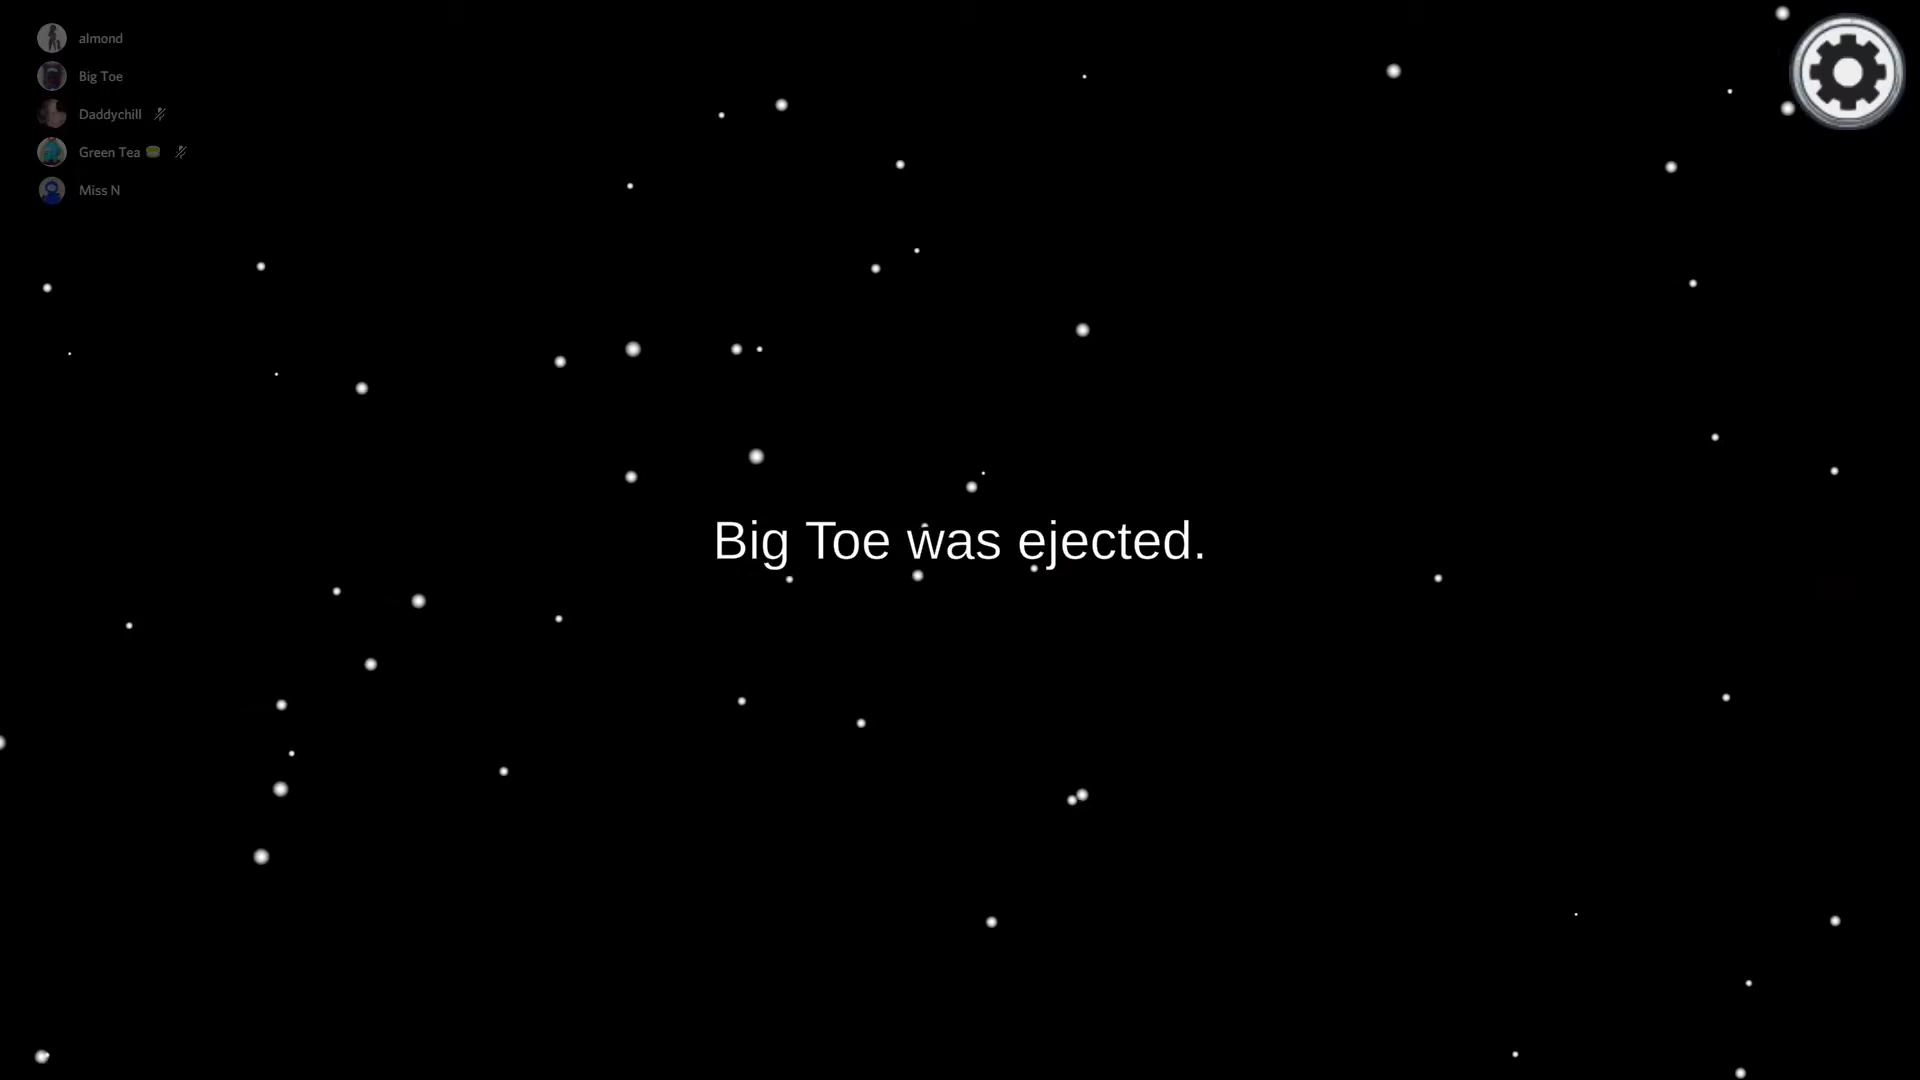 almond
Big Toe
Daddychill
Green Tea
Miss N
Big Toe was ejected.